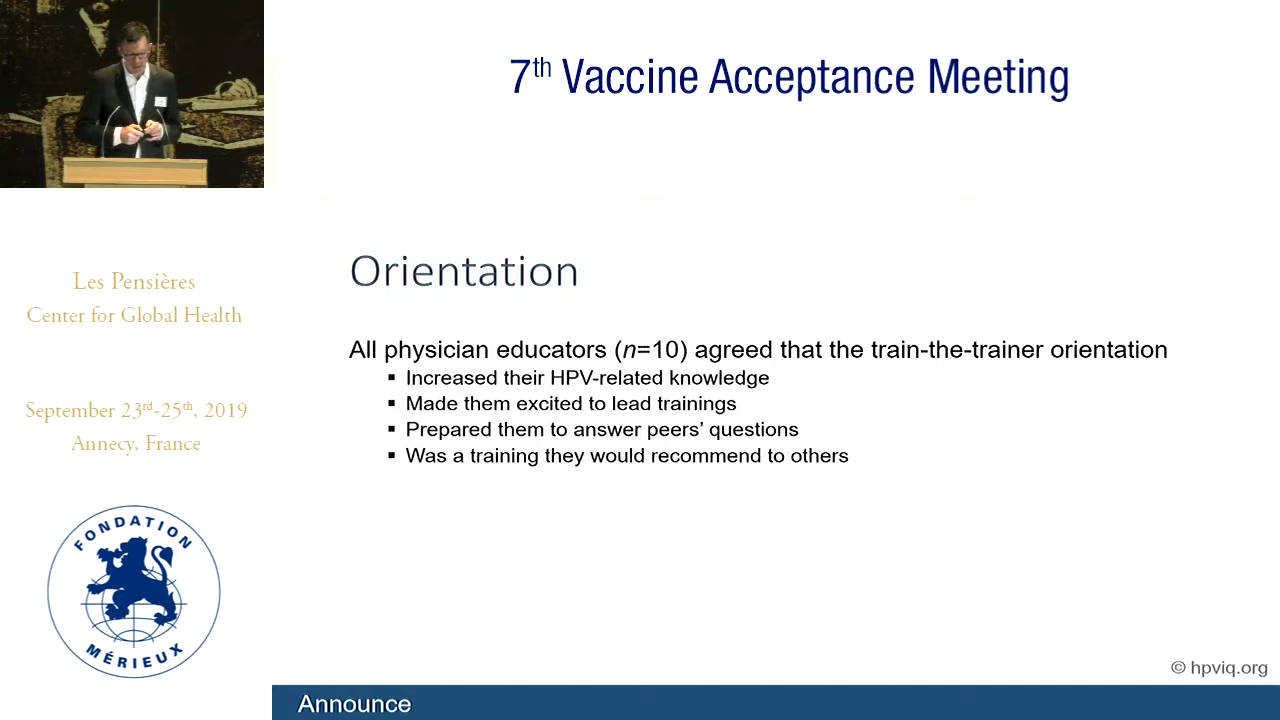 7th Vaccine Acceptance Meeting
Les Pensières
Center for Global Health
September 23rd-25th, 2019
Annecy, France
FONDATION
MÉRIEUX
Orientation
All physician educators (n=10) agreed that the train-the-trainer orientation
▪ Increased their HPV-related knowledge
▪ Made them excited to lead trainings
▪ Prepared them to answer peers’ questions
▪ Was a training they would recommend to others
© hpviq.org
Announce